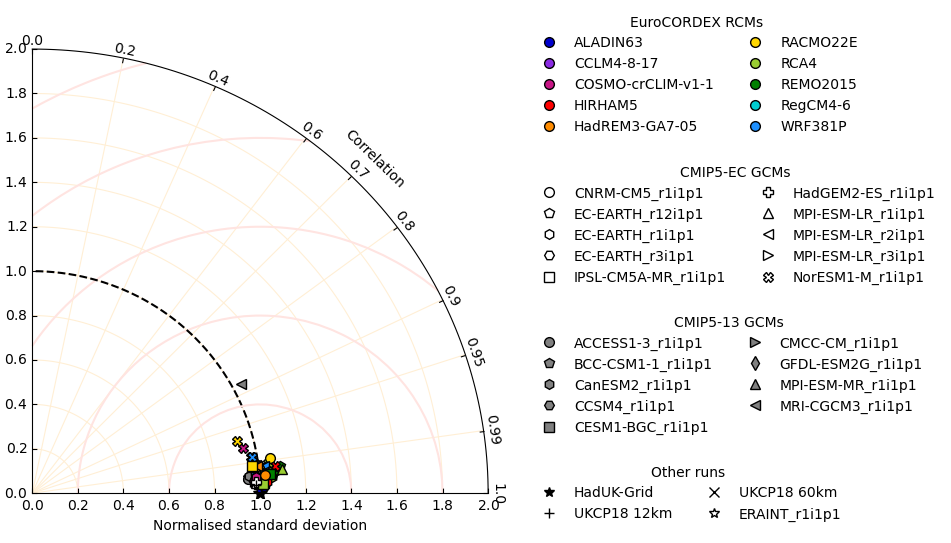 EuroCORDEX RCMs
ALADIN63 RACMO22E
CCLM4-8-17 RCA4
COSMO-crCLIM-v1-1 REMO2015
HIRHAM5 RegCM4-6
HadREM3-GA7-05 WRF381P
CMIP5-EC GCMs
CNRM-CM5_r1i1p1 HadGEM2-ES_r1i1p1
EC-EARTH_r12i1p1 MPI-ESM-LR_r1i1p1
EC-EARTH_r1i1p1 MPI-ESM-LR_r2i1p1
EC-EARTH_r3i1p1 MPI-ESM-LR_r3i1p1
IPSL-CM5A-MR_r1i1p1 NorESM1-M_r1i1p1
CMIP5-13 GCMs
ACCESS1-3_r1i1p1 CMCC-CM_r1i1p1
BCC-CSM1-1_r1i1p1 GFDL-ESM2G_r1i1p1
CanESM2_r1i1p1 MPI-ESM-MR_r1i1p1
CCSM4_r1i1p1 MRI-CGCM3_r1i1p1
CESM1-BGC_r1i1p1
Other runs
HadUK-Grid UKCP18 60km
UKCP18 12km ERAINT_r1i1p1
0.0
0.2
0.4
0.6
0.7
0.8
0.9
0.95
0.99
1.0
Correlation
2.0
1.8
1.6
1.4
1.2
1.0
0.8
0.6
0.4
0.2
0.0
0.0 0.2 0.4 0.6 0.8 1.0 1.2 1.4 1.6 1.8 2.0
Normalised standard deviation